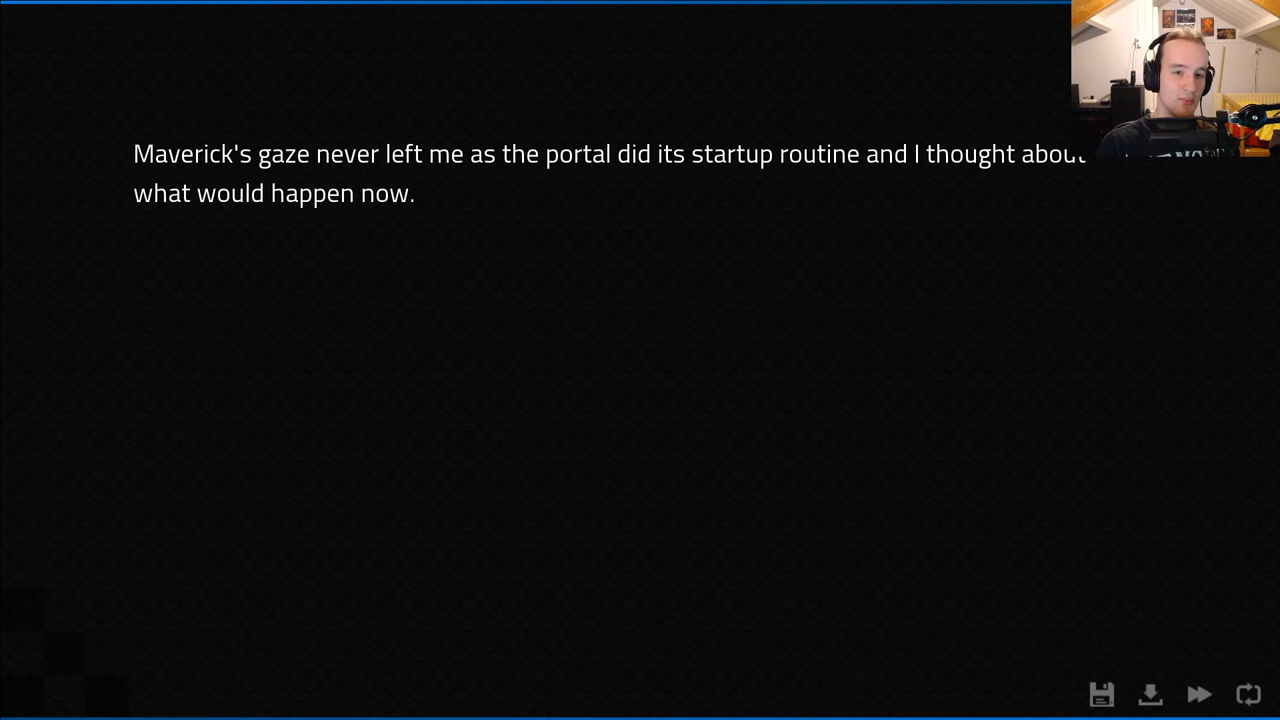 Maverick's gaze never left me as the portal did its startup routine and I thought about
what would happen now.